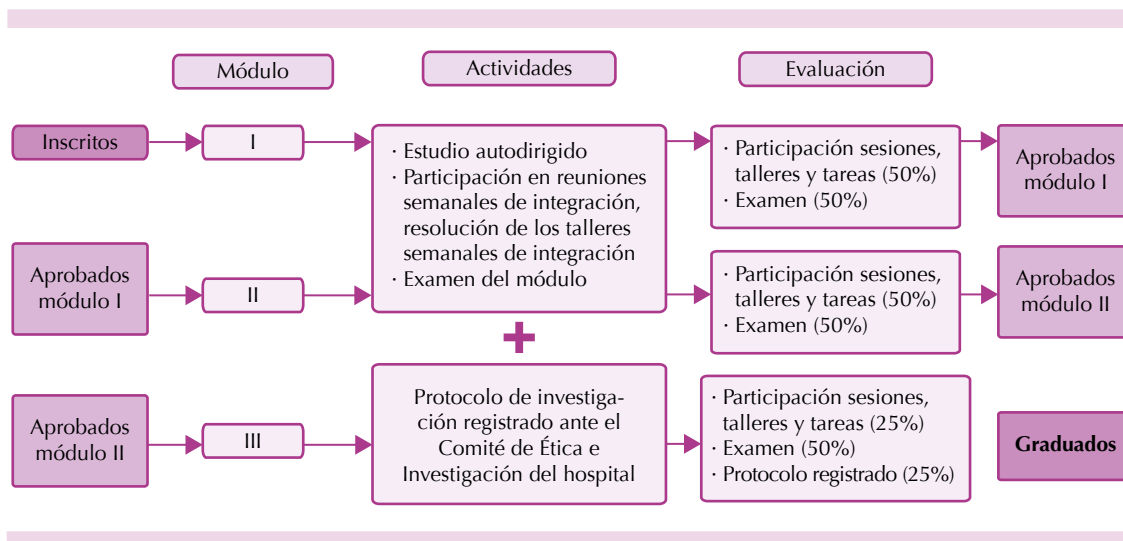 Módulo
Actividades
Evaluación
Inscritos
I
· Estudio autodirigido
· Participación en reuniones
semanales de integración,
resolución de los talleres
semanales de integración
· Examen del módulo
· Participación sesiones,
talleres y tareas (50%)
· Examen (50%)
Aprobados
módulo I
Aprobados
módulo I
II
· Participación sesiones,
talleres y tareas (50%)
· Examen (50%)
Aprobados
módulo II
+
Aprobados
módulo II
III
Protocolo de investiga-
ción registrado ante el
Comité de Ética e
Investigación del hospital
· Participación sesiones,
talleres y tareas (25%)
· Examen (50%)
· Protocolo registrado (25%)
Graduados